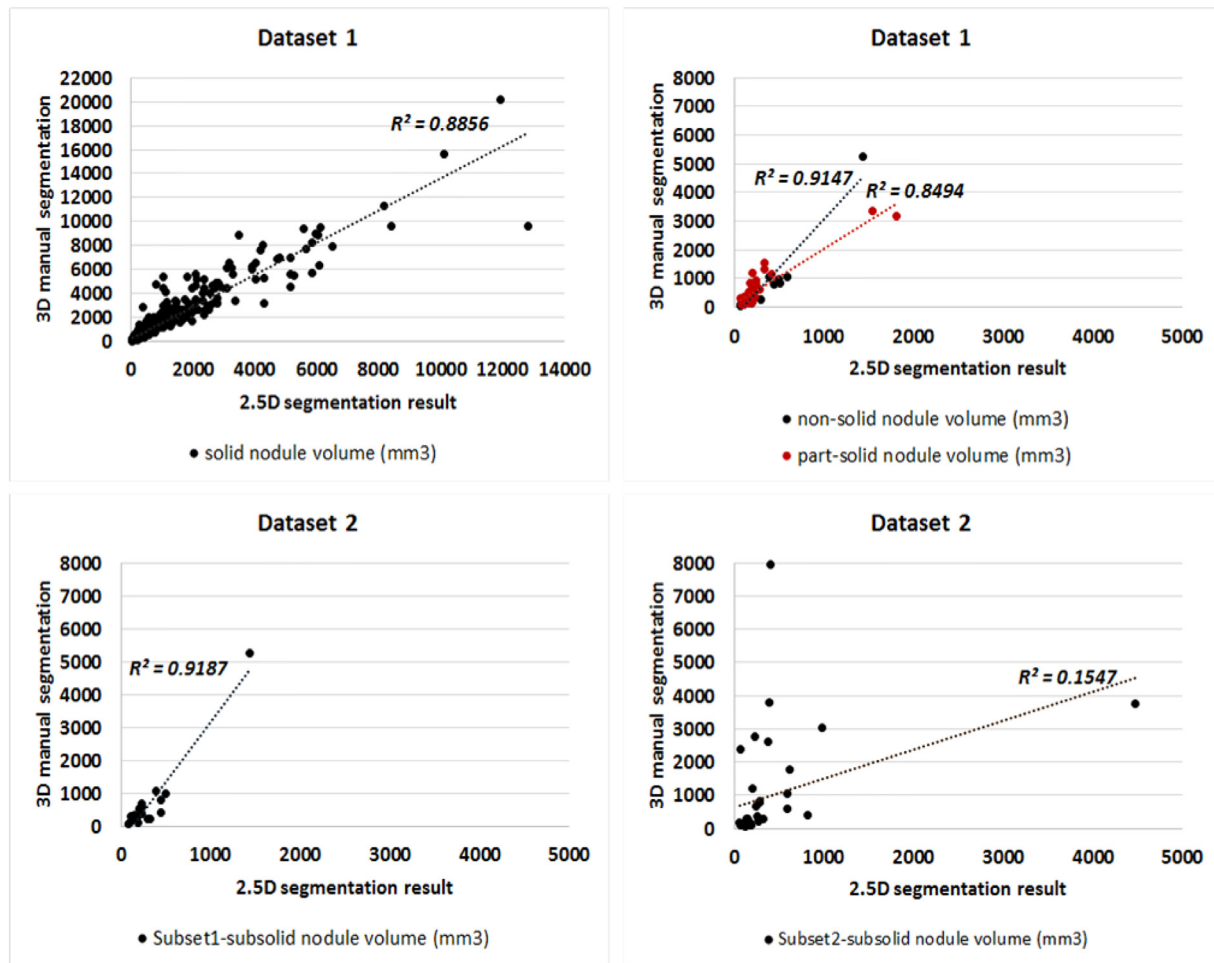 Dataset 1
3D manual segmentation
22000
20000
18000
16000
14000
12000
10000
8000
6000
4000
2000
0
R² = 0.8856
0 2000 4000 6000 8000 10000 12000 14000
2.5D segmentation result
solid nodule volume (mm3)
Dataset 1
3D manual segmentation
8000
7000
6000
5000
4000
3000
2000
1000
0
R² = 0.9147
R² = 0.8494
0 1000 2000 3000 4000 5000
2.5D segmentation result
non-solid nodule volume (mm3)
part-solid nodule volume (mm3)
Dataset 2
3D manual segmentation
8000
7000
6000
5000
4000
3000
2000
1000
0
R² = 0.9187
0 1000 2000 3000 4000 5000
2.5D segmentation result
Subset1-subsolid nodule volume (mm3)
Dataset 2
3D manual segmentation
8000
7000
6000
5000
4000
3000
2000
1000
0
R² = 0.1547
0 1000 2000 3000 4000 5000
2.5D segmentation result
Subset2-subsolid nodule volume (mm3)